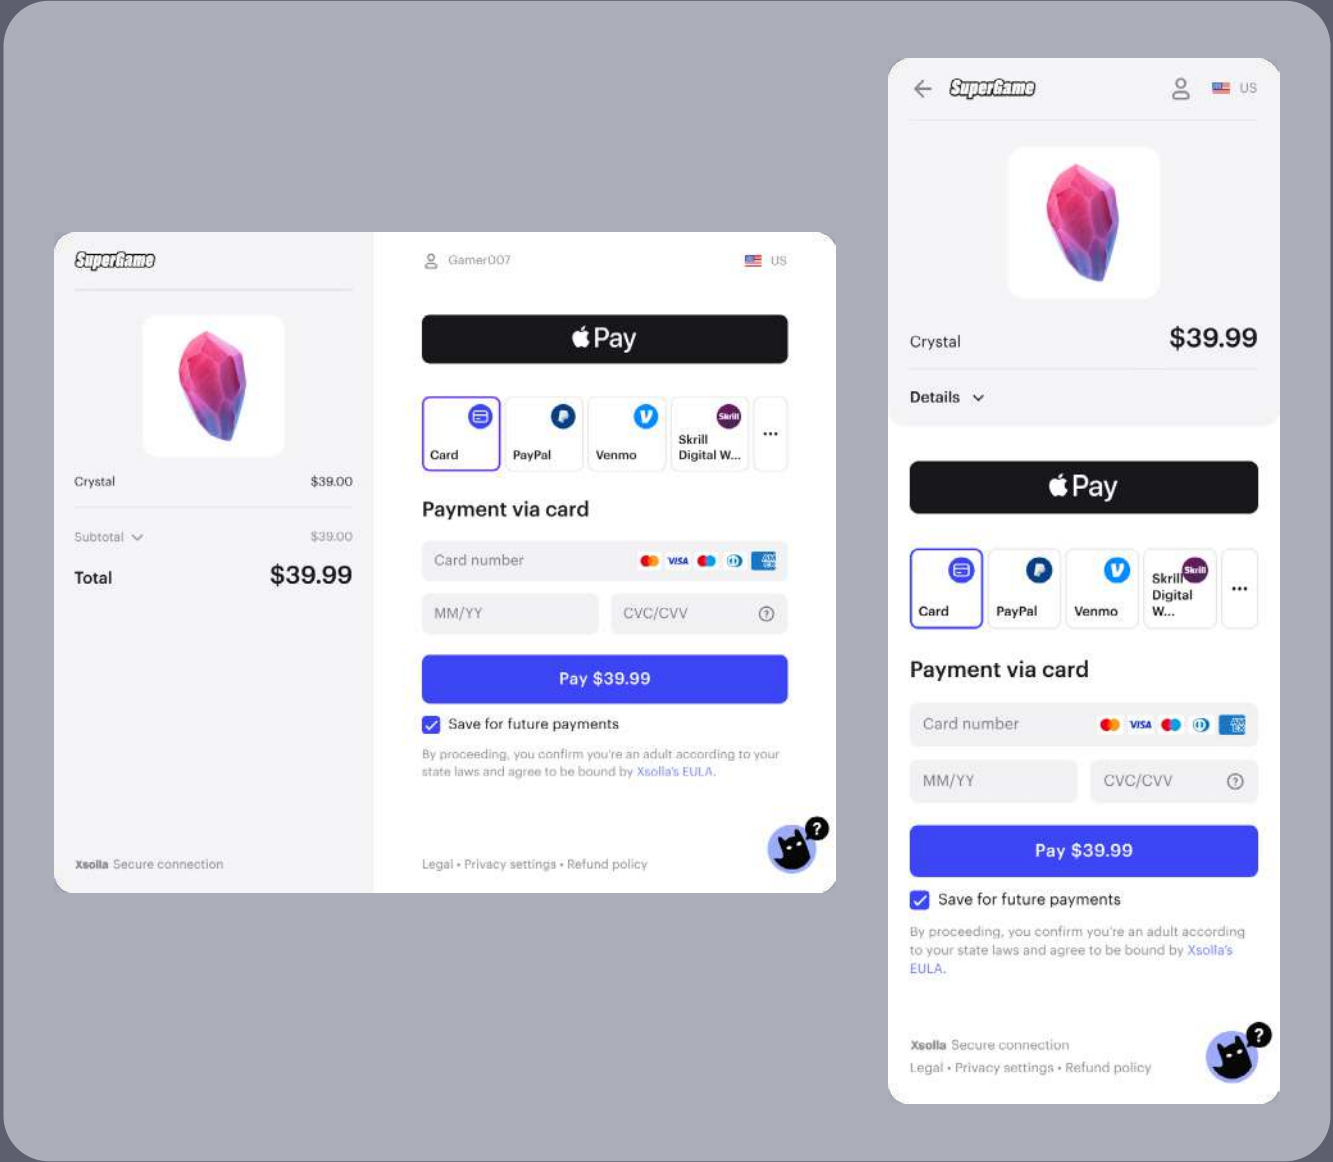 SuperGame
Crystal $39.00
Subtotal $39.00
Total $39.99
Xsolla Secure connection
Gamer007 US
Pay
Card
PayPal
Venmo
Skrill
Skrill
Digital W...
...
Payment via card
Card number VISA AM EX
MM/YY CVC/CVV ?
Pay $39.99
Save for future payments
By proceeding, you confirm you're an adult according to your
state laws and agree to be bound by Xsolla's EULA.
Legal • Privacy settings • Refund policy
?
SuperGame US
Crystal $39.99
Details
Pay
Card
PayPal
Venmo
Skrill
Skrill
Digital
W...
...
Payment via card
Card number VISA AM EX
MM/YY CVC/CVV ?
Pay $39.99
Save for future payments
By proceeding, you confirm you're an adult according
to your state laws and agree to be bound by Xsolla's
EULA.
Xsolla Secure connection
Legal • Privacy settings • Refund policy
?